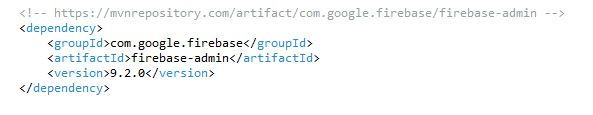 <!-- https://mvnrepository.com/artifact/com.google.firebase/firebase-admin -->
<dependency>
    <groupId>com.google.firebase</groupId>
    <artifactId>firebase-admin</artifactId>
    <version>9.2.0</version>
</dependency>